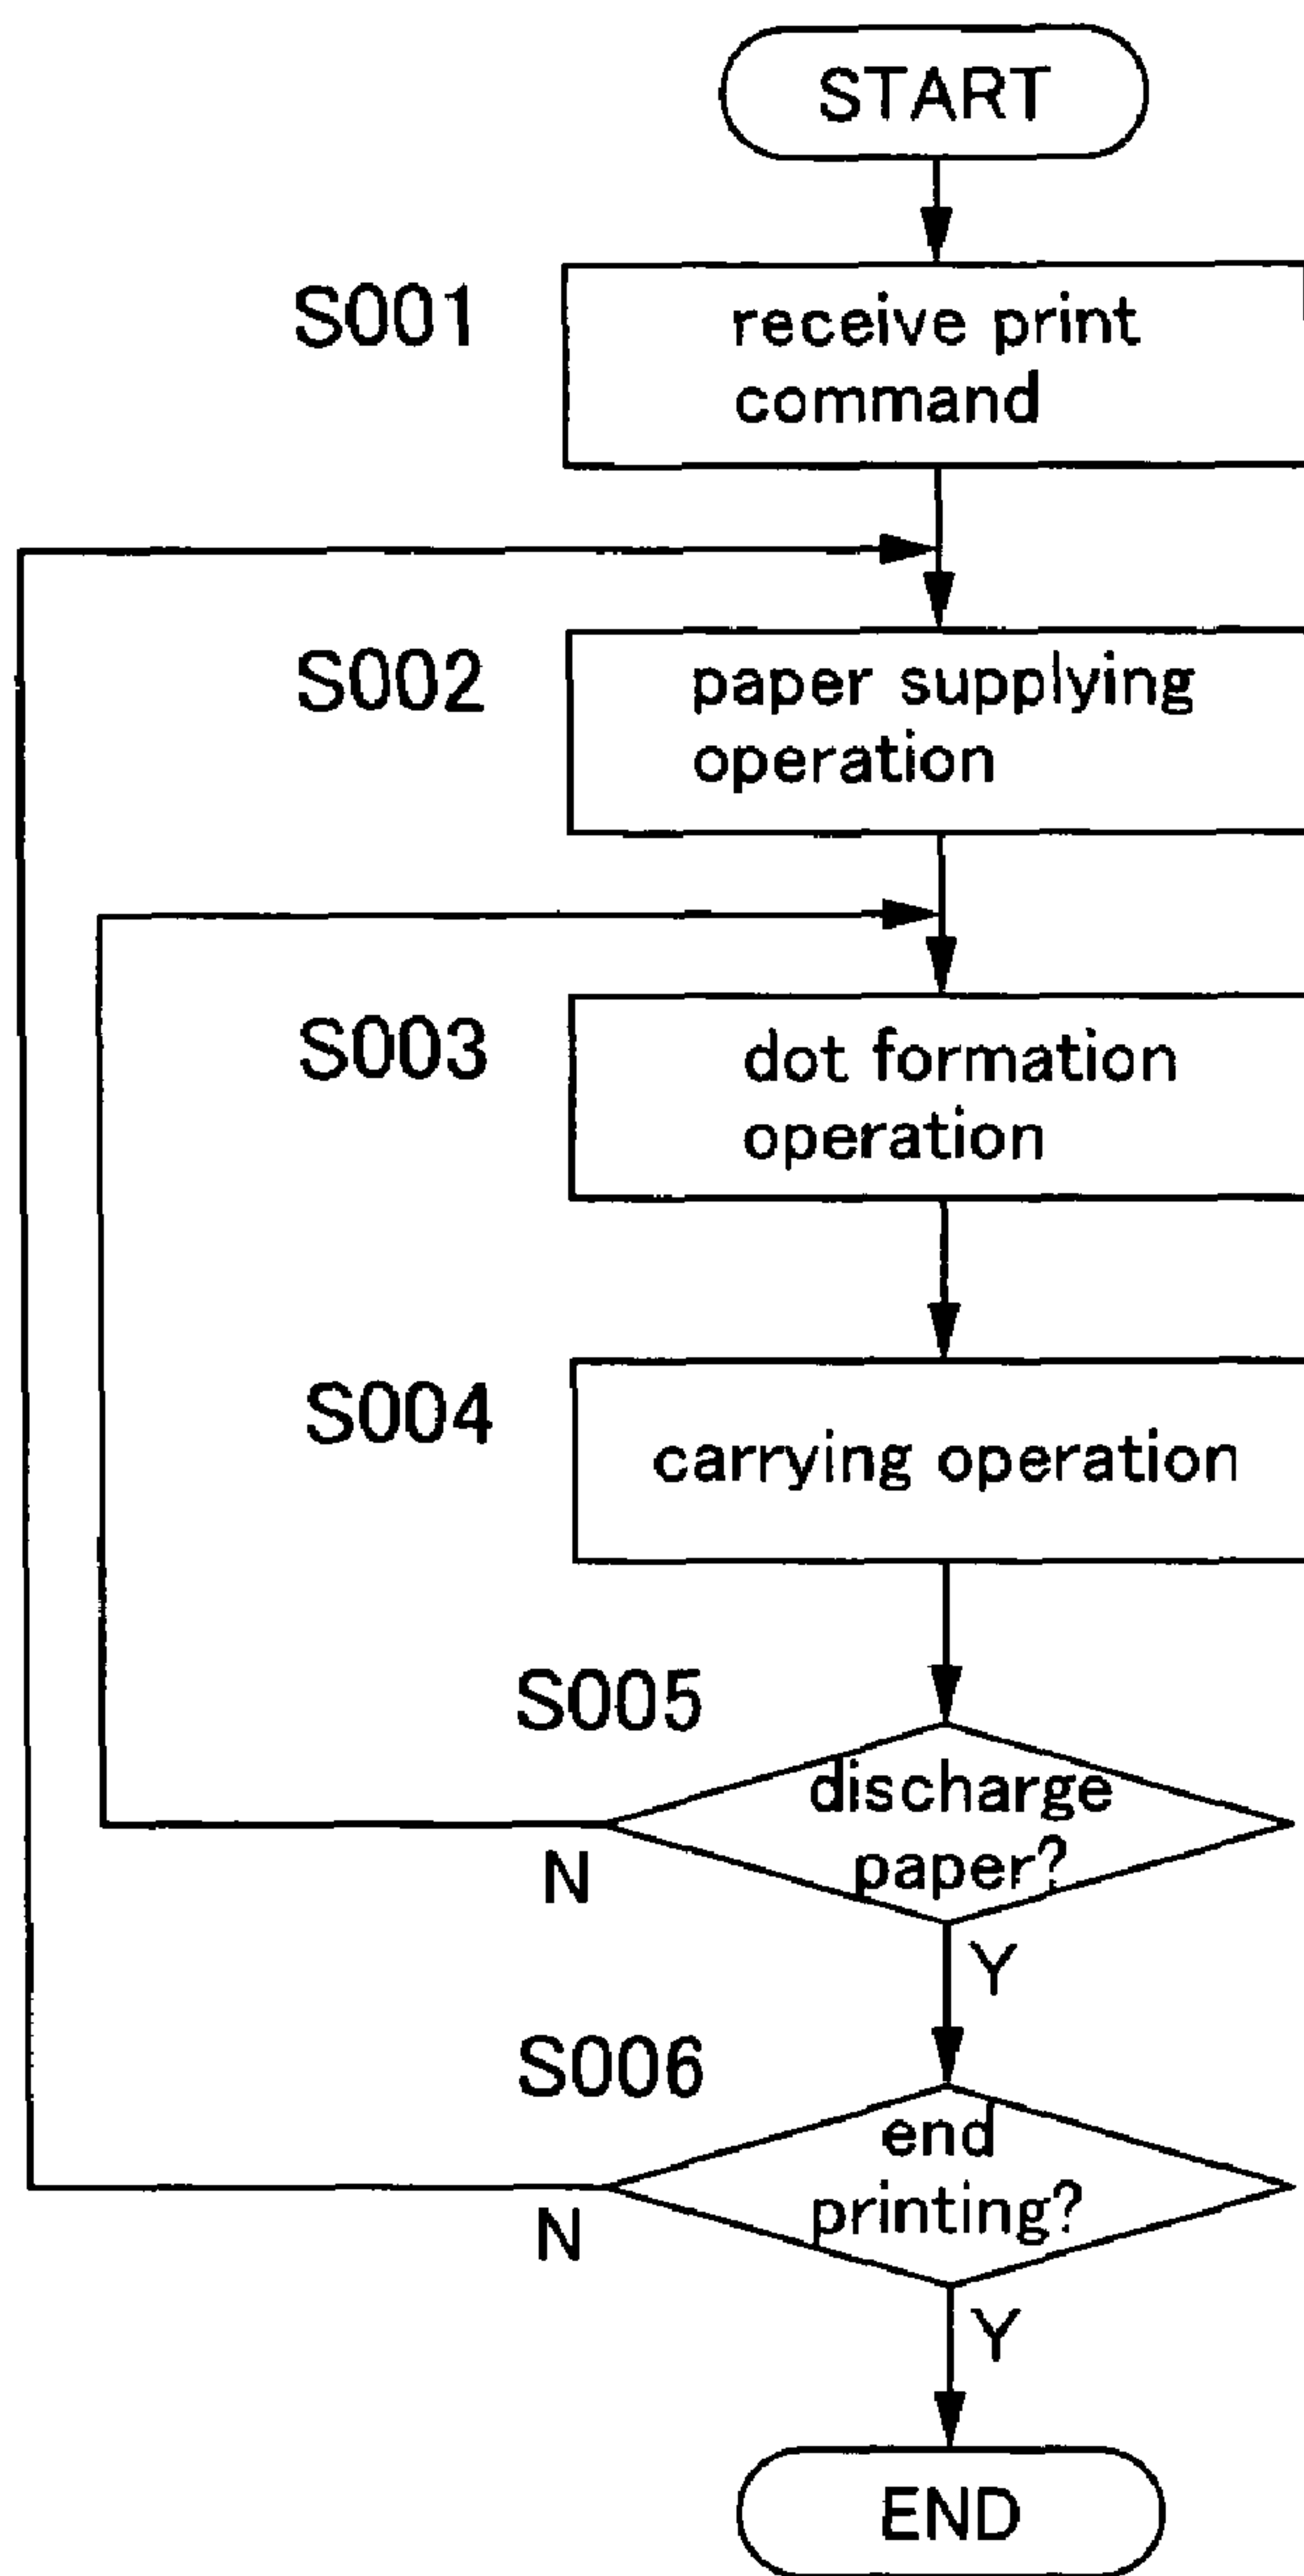 START
S001
receive print
command
S002
paper supplying
operation
S003
dot formation
operation
S004
carrying operation
S005
discharge
paper?
N
Y
S006
end
printing?
N
Y
END